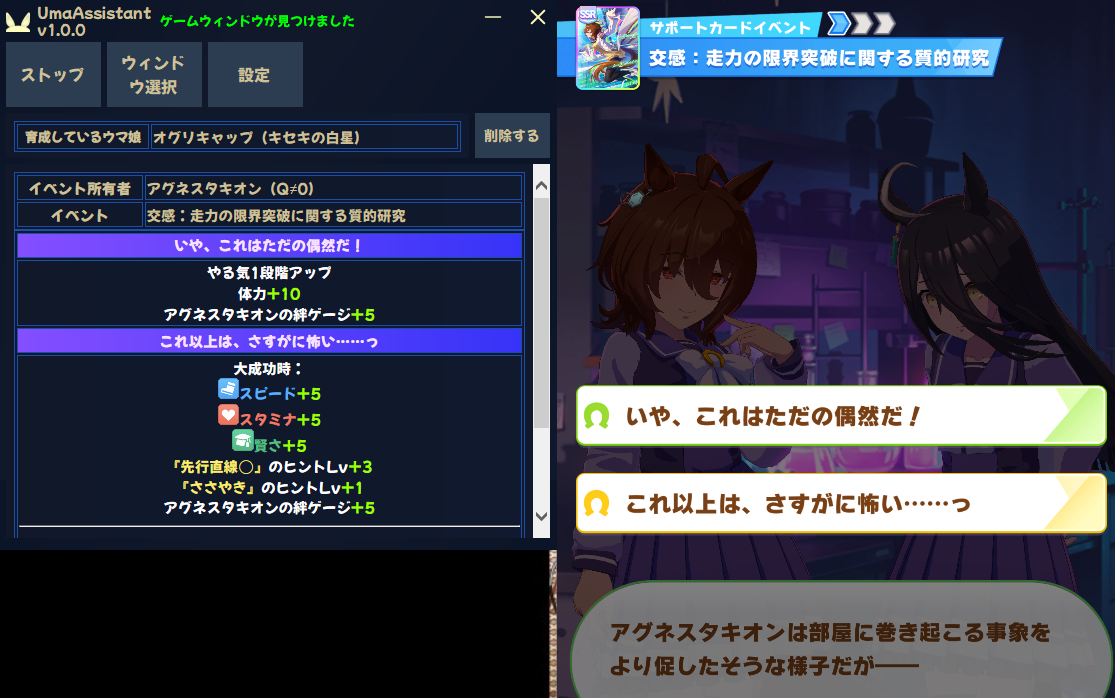 UmaAssistant
v1.0.0
ゲームウィンドウが見つけました
ストップ
ウィンド
ウ選択
設定
育成しているウマ娘
オグリキャップ（キセキの白星）
削除する
イベント所有者
アグネスタキオン（Q≠0）
イベント
交感：走力の限界突破に関する質的研究
いや、これはただの偶然だ！
やる気1段階アップ
体力+10
アグネスタキオンの絆ゲージ+5
これ以上は、さすがに怖い……っ
大成功時：
スピード+5
スタミナ+5
賢さ+5
「先行直線○」のヒントLv+3
「ささやき」のヒントLv+1
アグネスタキオンの絆ゲージ+5
SSR
サポートカードイベント
交感：走力の限界突破に関する質的研究
いや、これはただの偶然だ！
これ以上は、さすがに怖い……っ
アグネスタキオンは部屋に巻き起こる事象を
より促したそうな様子だが――